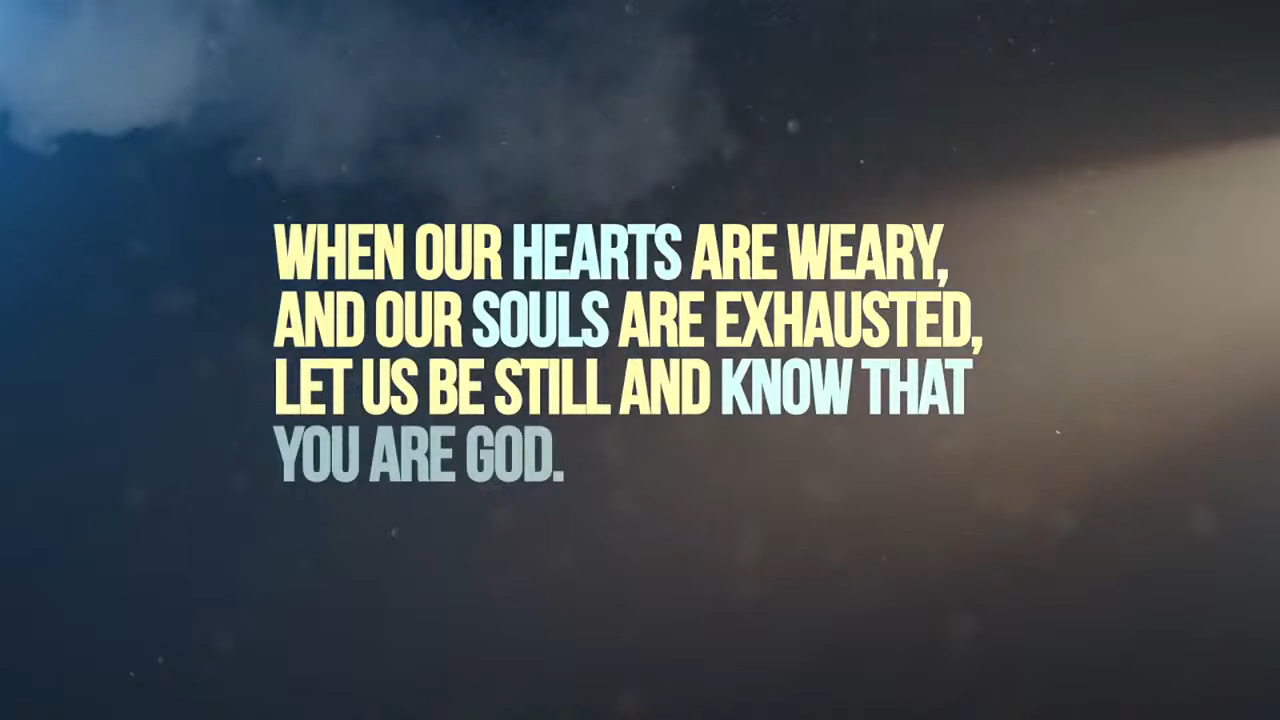 WHEN OUR HEARTS ARE WEARY,
AND OUR SOULS ARE EXHAUSTED,
LET US BE STILL AND KNOW THAT
YOU ARE GOD.